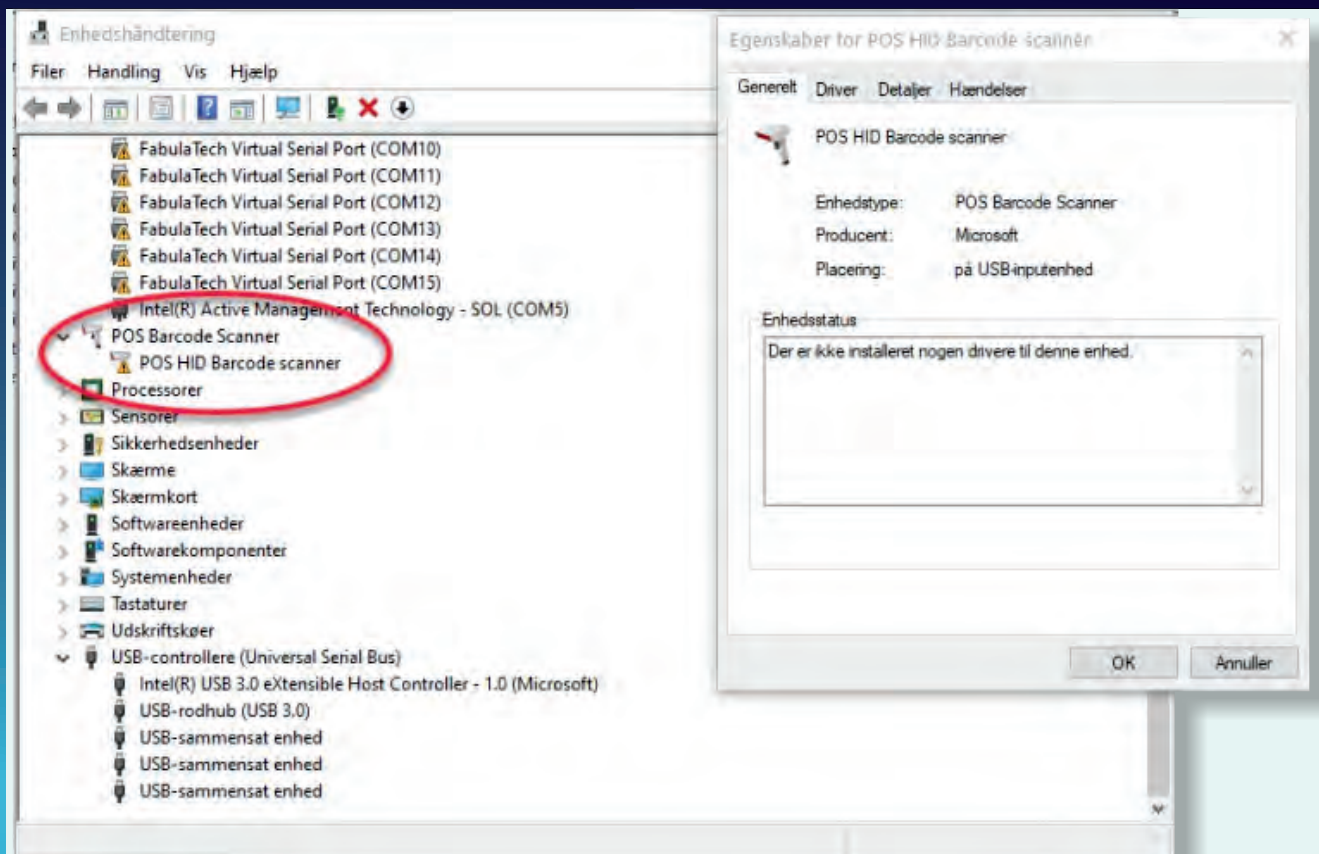 Enhedshåndtering
Filer Handling Vis Hjælp
FabulaTech Virtual Serial Port (COM10)
FabulaTech Virtual Serial Port (COM11)
FabulaTech Virtual Serial Port (COM12)
FabulaTech Virtual Serial Port (COM13)
FabulaTech Virtual Serial Port (COM14)
FabulaTech Virtual Serial Port (COM15)
Intel(R) Active Management Technology - SOL (COM5)
POS Barcode Scanner
POS HID Barcode scanner
Processorer
Sensorer
Sikkerhedsenheder
Skærme
Skærmkort
Softwareenheder
Softwarekomponenter
Systemenheder
Tastaturer
Udskriftskøer
USB-controllere (Universal Serial Bus)
Intel(R) USB 3.0 eXtensible Host Controller - 1.0 (Microsoft)
USB-rodhub (USB 3.0)
USB-sammensat enhed
USB-sammensat enhed
USB-sammensat enhed
Egenskaber for POS HID Barcode scanner
Generelt Driver Detaljer Hændelser
POS HID Barcode scanner
Enhedstype: POS Barcode Scanner
Producent: Microsoft
Placering: på USB-inputenhed
Enhedsstatus
Der er ikke installeret nogen drivere til denne enhed.
OK Annuller